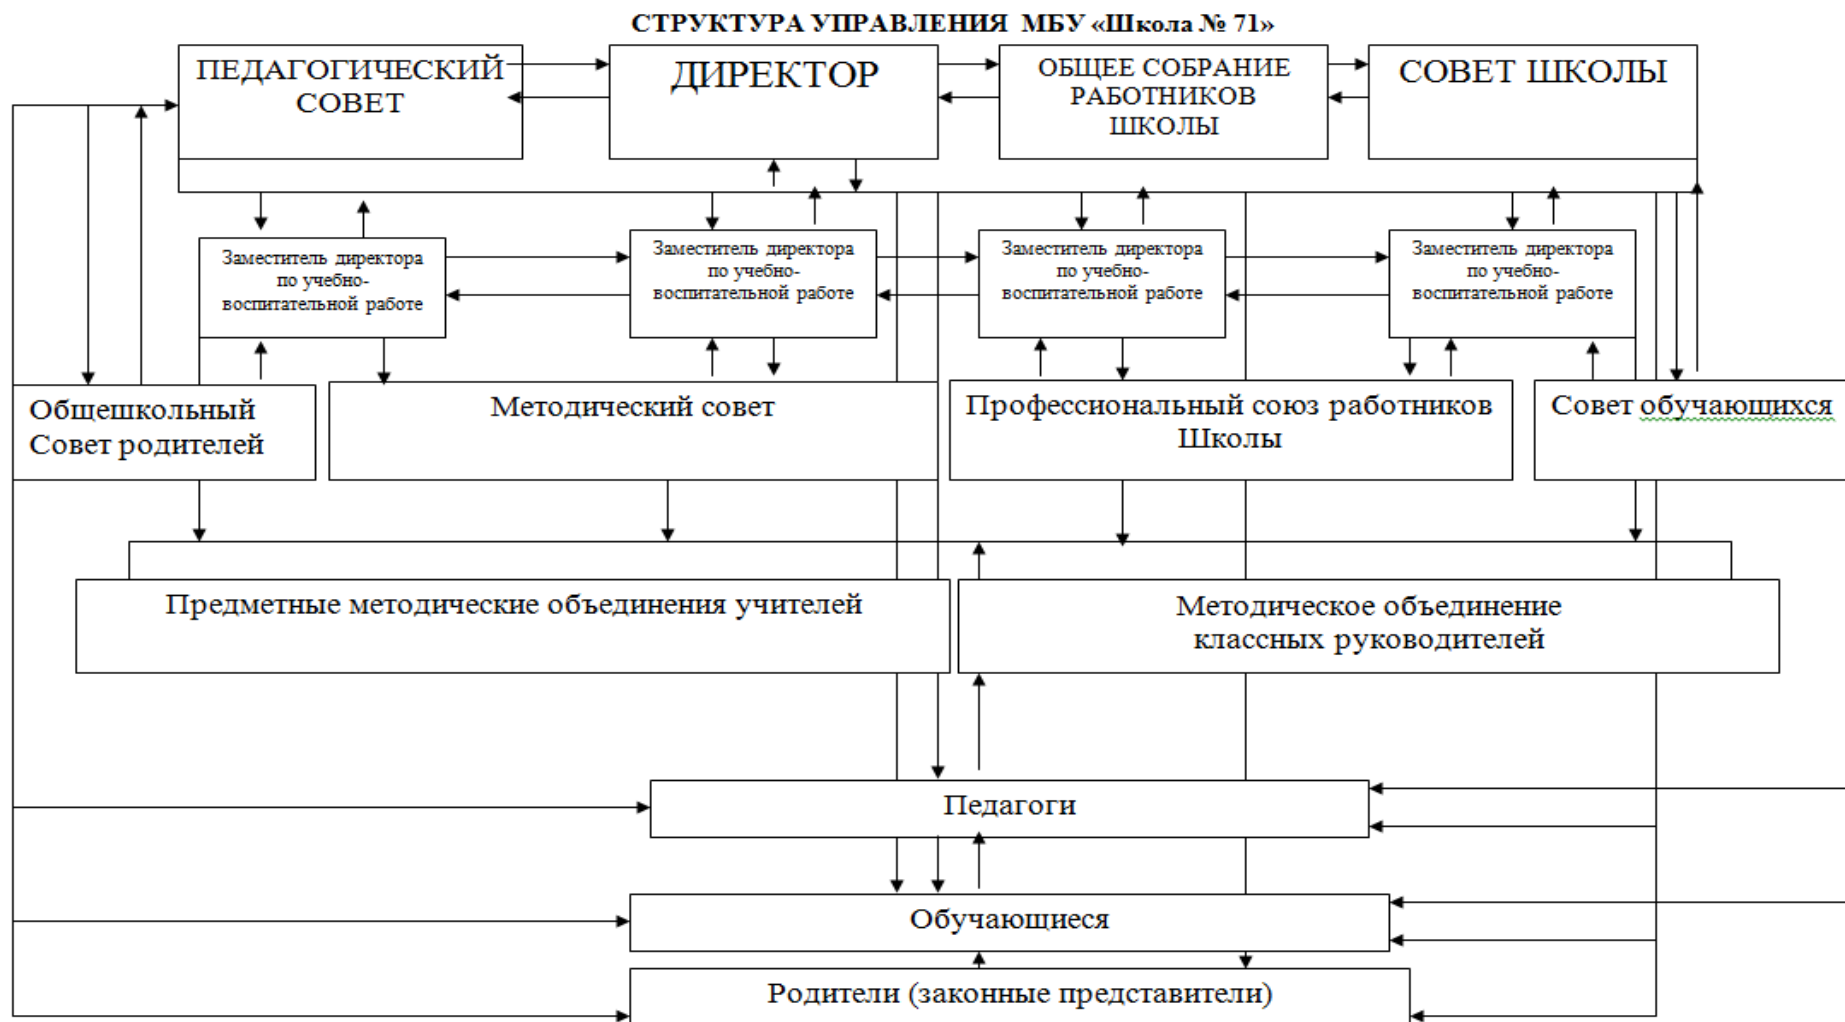 СТРУКТУРА УПРАВЛЕНИЯ МБУ «Школа № 71»
ПЕДАГОГИЧЕСКИЙ
СОВЕТ
ДИРЕКТОР
ОБЩЕЕ СОБРАНИЕ
РАБОТНИКОВ
ШКОЛЫ
СОВЕТ ШКОЛЫ
Заместитель директора
по учебно-
воспитательной работе
Заместитель директора
по учебно-
воспитательной работе
Заместитель директора
по учебно-
воспитательной работе
Заместитель директора
по учебно-
воспитательной работе
Общешкольный
Совет родителей
Методический совет
Профессиональный союз работников
Школы
Совет обучающихся
Предметные методические объединения учителей
Методическое объединение
классных руководителей
Педагоги
Обучающиеся
Родители (законные представители)